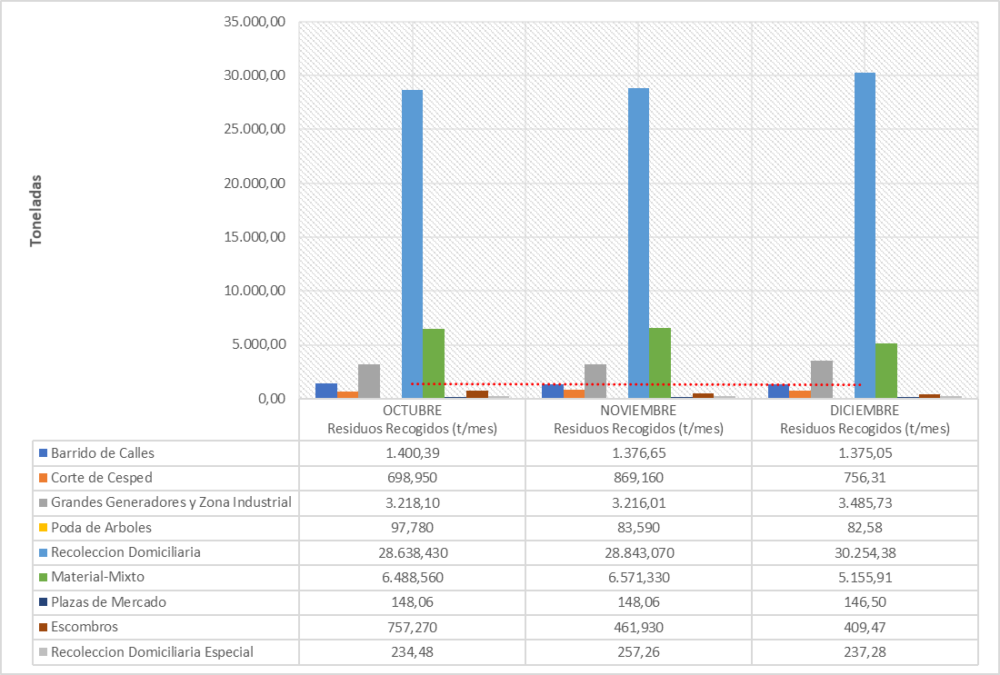 35.000,00
30.000,00
25.000,00
20.000,00
15.000,00
10.000,00
5.000,00
0,00
Toneladas
OCTUBRE NOVIEMBRE DICIEMBRE
Residuos Recogidos (t/mes) Residuos Recogidos (t/mes) Residuos Recogidos (t/mes)
Barrido de Calles 1.400,39 1.376,65 1.375,05
Corte de Cesped 698,950 869,160 756,31
Grandes Generadores y Zona Industrial 3.218,10 3.216,01 3.485,73
Poda de Arboles 97,780 83,590 82,58
Recoleccion Domiciliaria 28.638,430 28.843,070 30.254,38
Material-Mixto 6.488,560 6.571,330 5.155,91
Plazas de Mercado 148,06 148,06 146,50
Escombros 757,270 461,930 409,47
Recoleccion Domiciliaria Especial 234,48 257,26 237,28